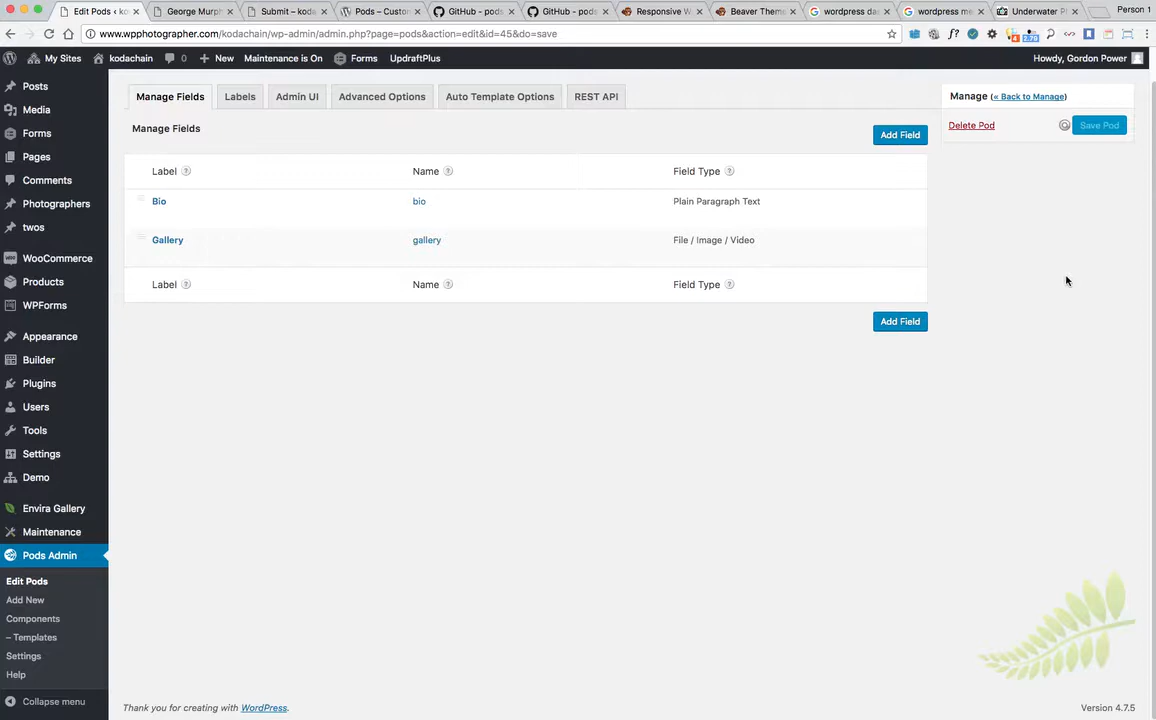 Edit Pods ‹ ko
George Murph
Submit – koda
Pods – Custom
GitHub - pods
GitHub - pods
Responsive W
Beaver Theme
wordpress da
wordpress me
Underwater P
Person 1
www.wpphotographer.com/kodachain/wp-admin/admin.php?page=pods&action=edit&id=45&do=save
My Sites
kodachain
0
New
Maintenance is On
Forms
UpdraftPlus
Howdy, Gordon Power
Posts
Media
Forms
Pages
Comments
Photographers
twos
WooCommerce
Products
WPForms
Appearance
Builder
Plugins
Users
Tools
Settings
Demo
Envira Gallery
Maintenance
Pods Admin
Edit Pods
Add New
Components
– Templates
Settings
Help
Collapse menu
Manage Fields
Labels
Admin UI
Advanced Options
Auto Template Options
REST API
Manage Fields
Add Field
Label
Name
Field Type
Bio
bio
Plain Paragraph Text
Gallery
gallery
File / Image / Video
Label
Name
Field Type
Add Field
Manage (« Back to Manage)
Delete Pod
Save Pod
Thank you for creating with WordPress.
Version 4.7.5